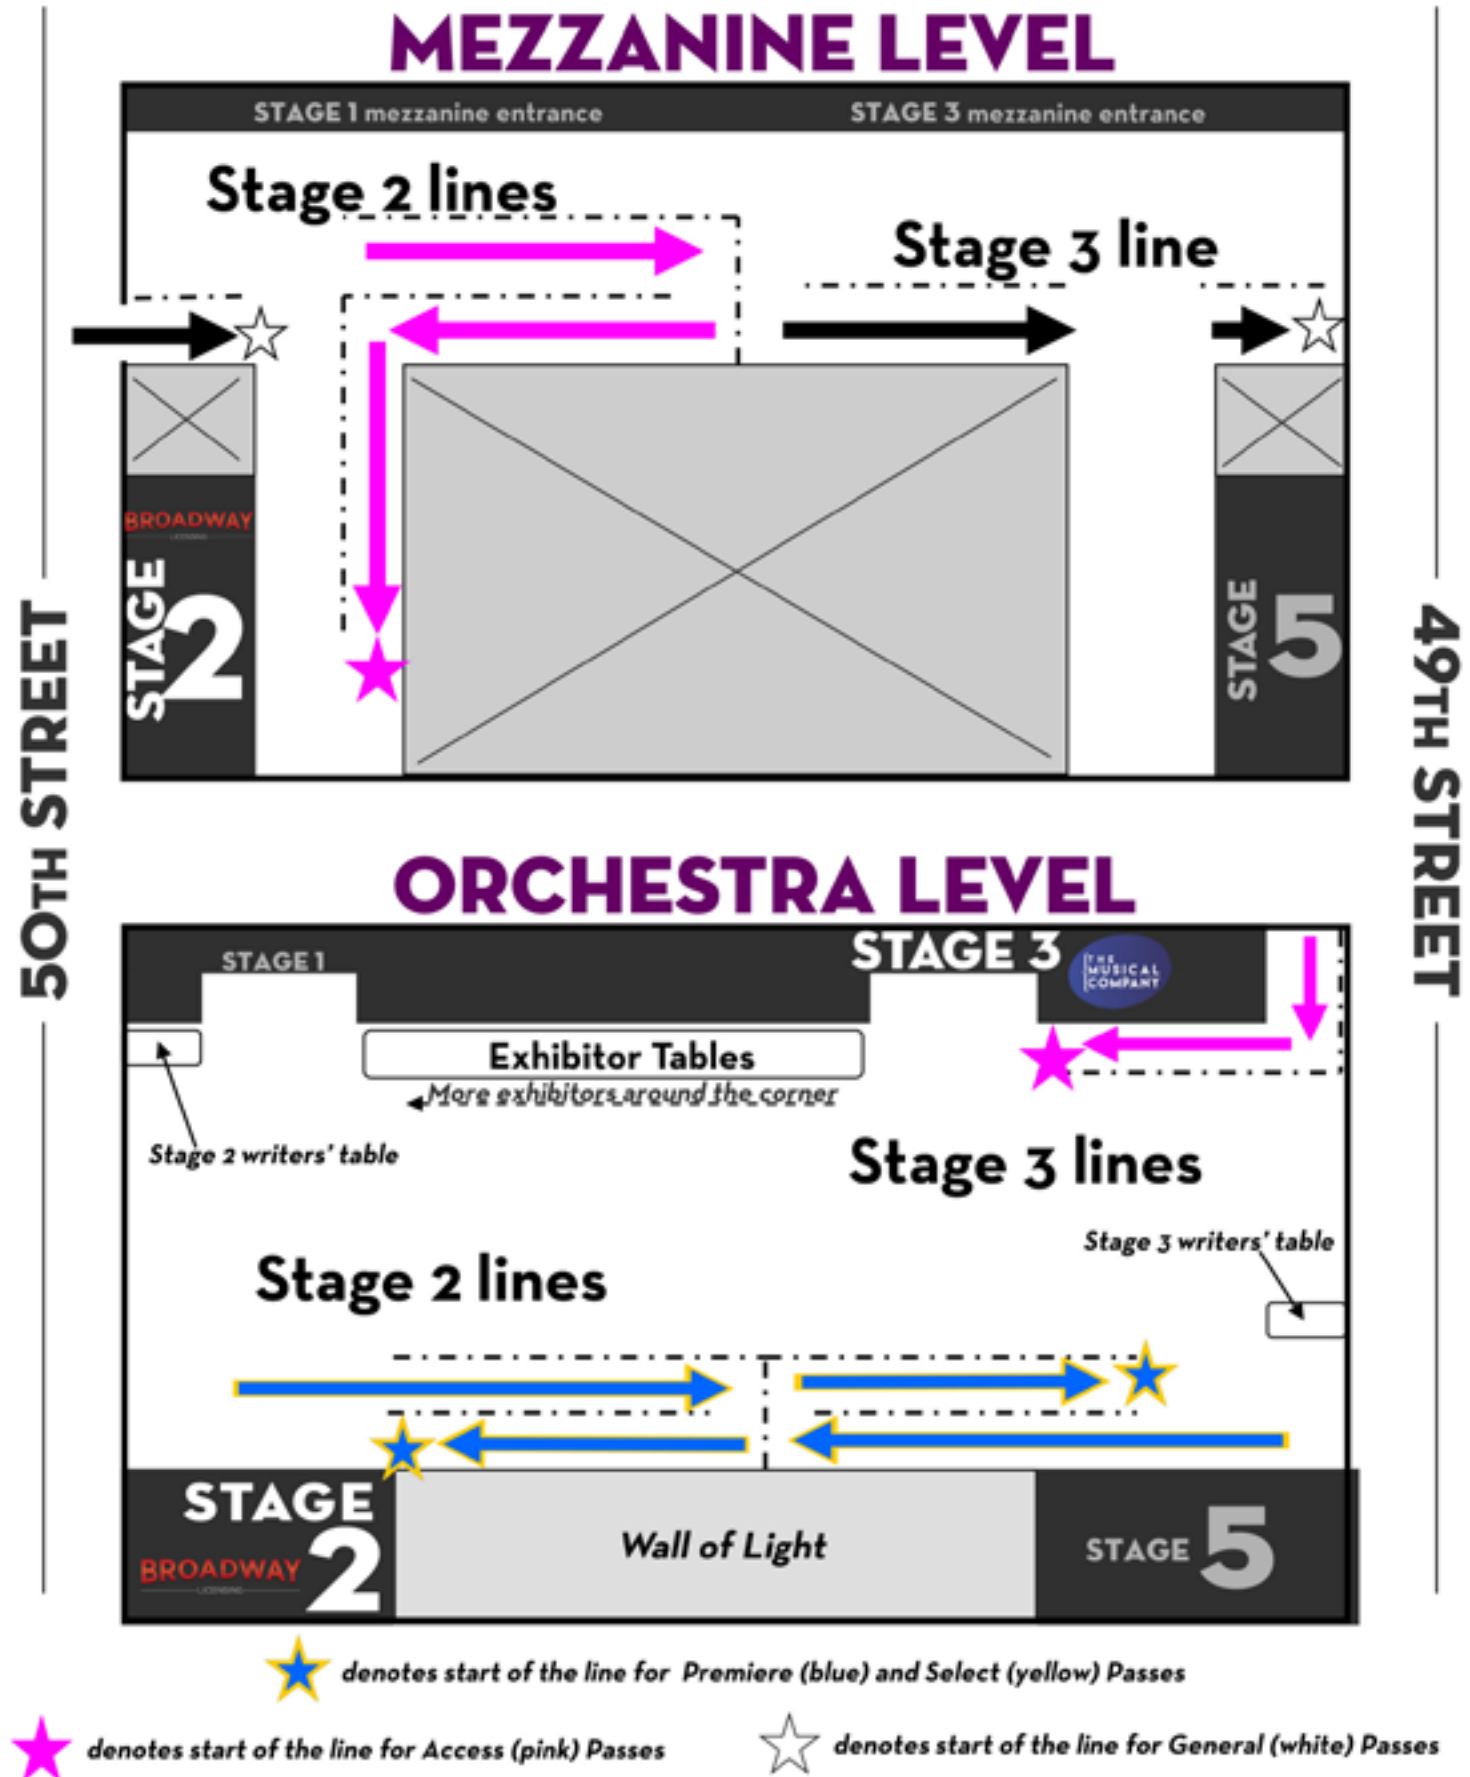 MEZZANINE LEVEL
STAGE 1 mezzanine entrance
STAGE 3 mezzanine entrance
Stage 2 lines
Stage 3 line
BROADWAY
LICENSING
STAGE 2
STAGE 5
50TH STREET
49TH STREET
ORCHESTRA LEVEL
STAGE 1
STAGE 3
THE
MUSICAL
COMPANY
Exhibitor Tables
More exhibitors around the corner
Stage 2 writers' table
Stage 3 lines
Stage 3 writers' table
Stage 2 lines
STAGE
2
BROADWAY
LICENSING
Wall of Light
STAGE 5
denotes start of the line for Premiere (blue) and Select (yellow) Passes
denotes start of the line for Access (pink) Passes
denotes start of the line for General (white) Passes